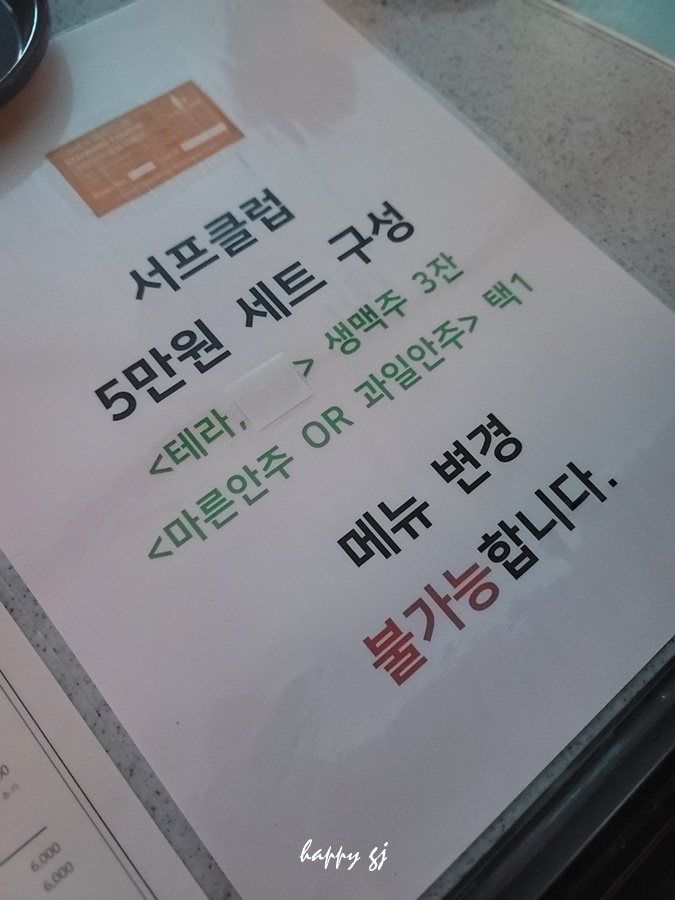 서프클럽
5만원 세트 구성
<테라, > 생맥주 3잔
<마른안주 OR 과일안주> 택1
메뉴 변경
불가능합니다.
6,000
6,000
happy gj